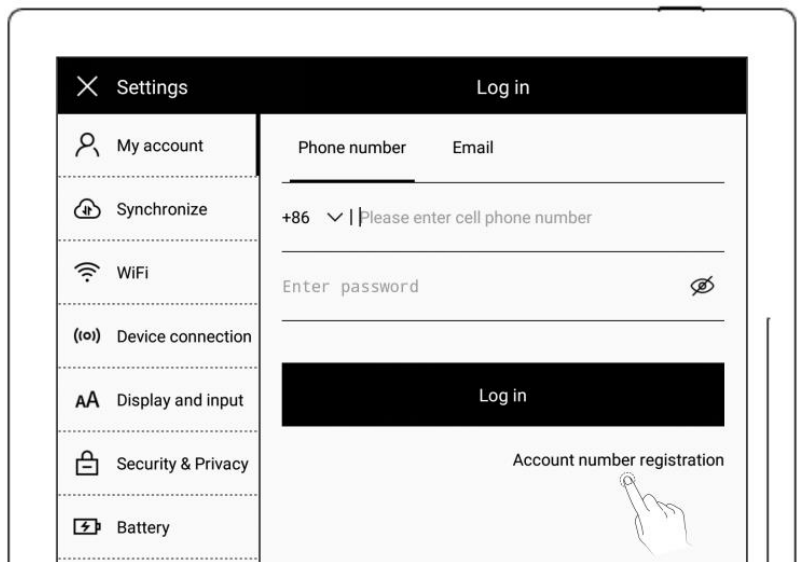 Settings
Log in
My account
Synchronize
WiFi
Device connection
Display and input
Security & Privacy
Battery
Phone number Email
+86 Please enter cell phone number
Enter password
Log in
Account number registration